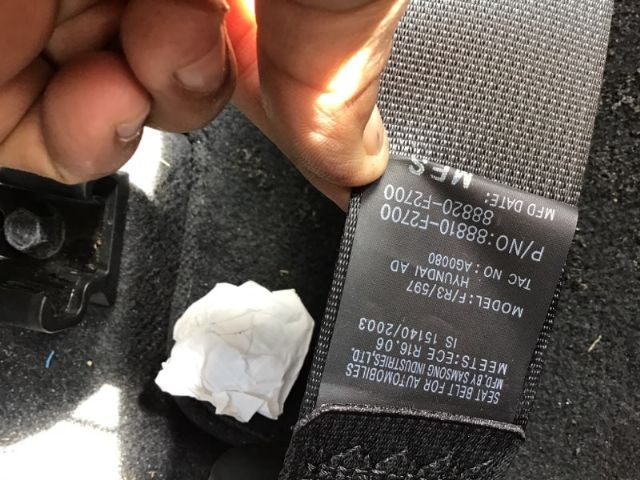 SEAT BELT FOR AUTOMOBILES
MFD.BY SAMSONG INDUSTRIES,LTD.
MEETS:ECE R16.06
IS 15140/2003
MODEL:F/R3/597
HYUNDAI AD
TAC NO:AG0080
P/NO:88810-F2700
88820-F2700
MFD DATE:
MES